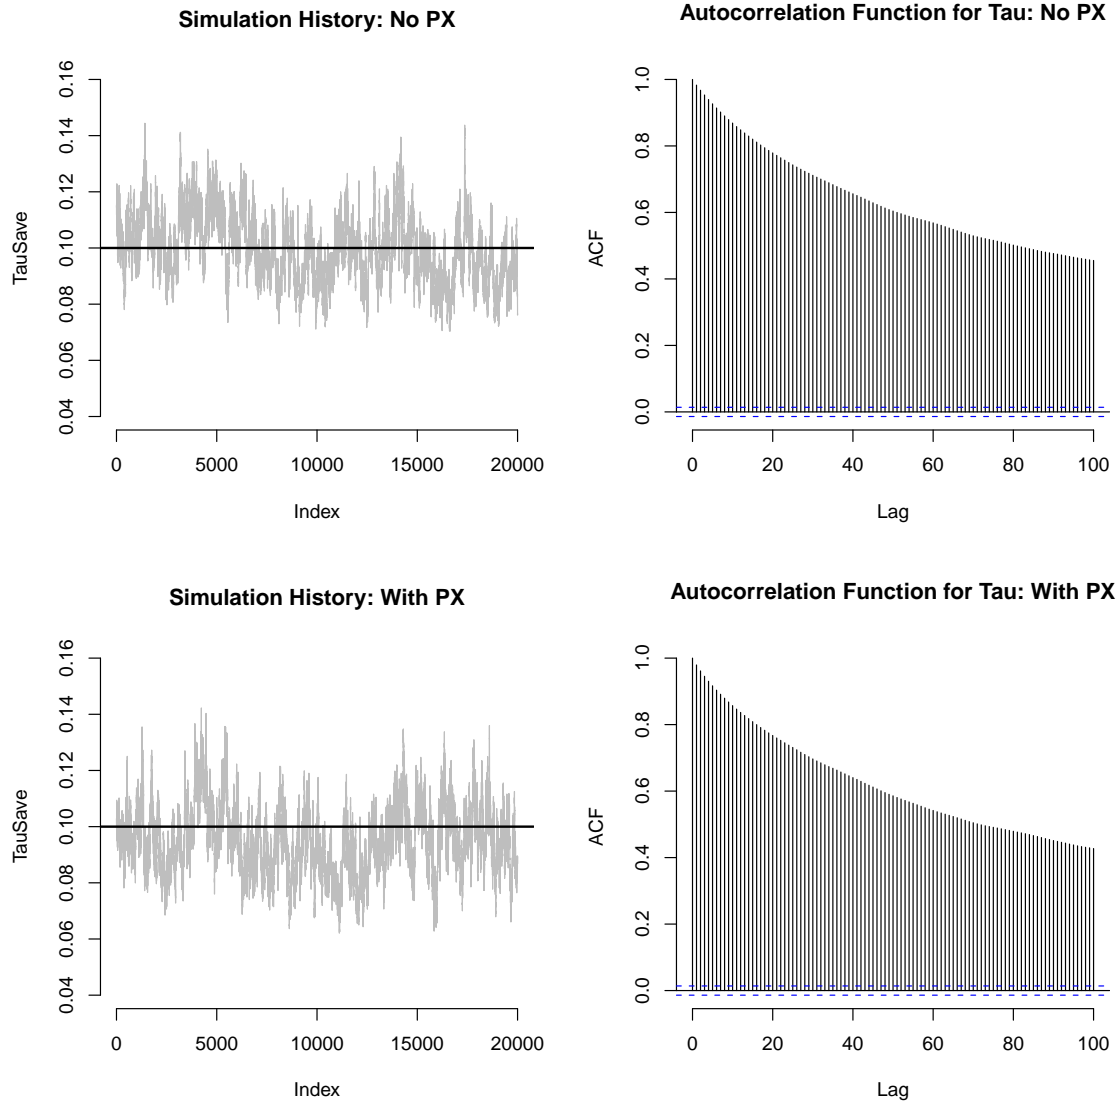 Simulation History: No PX
TauSave
0.04 0.06 0.08 0.10 0.12 0.14 0.16
0 5000 10000 15000 20000
Index
Autocorrelation Function for Tau: No PX
ACF
0.0 0.2 0.4 0.6 0.8 1.0
0 20 40 60 80 100
Lag
Simulation History: With PX
TauSave
0.04 0.06 0.08 0.10 0.12 0.14 0.16
0 5000 10000 15000 20000
Index
Autocorrelation Function for Tau: With PX
ACF
0.0 0.2 0.4 0.6 0.8 1.0
0 20 40 60 80 100
Lag